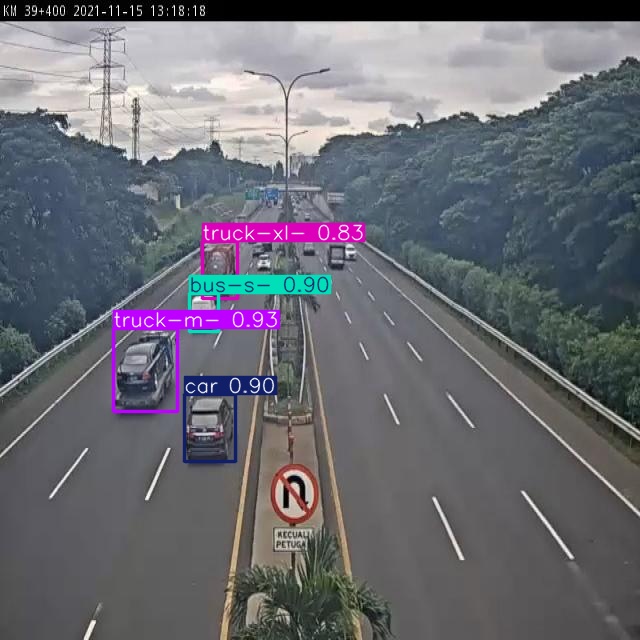 KM 39+400 2021-11-15 13:18:18
truck-xl- 0.83
bus-s- 0.90
truck-m- 0.93
car 0.90
KECUALI
PETUGAS